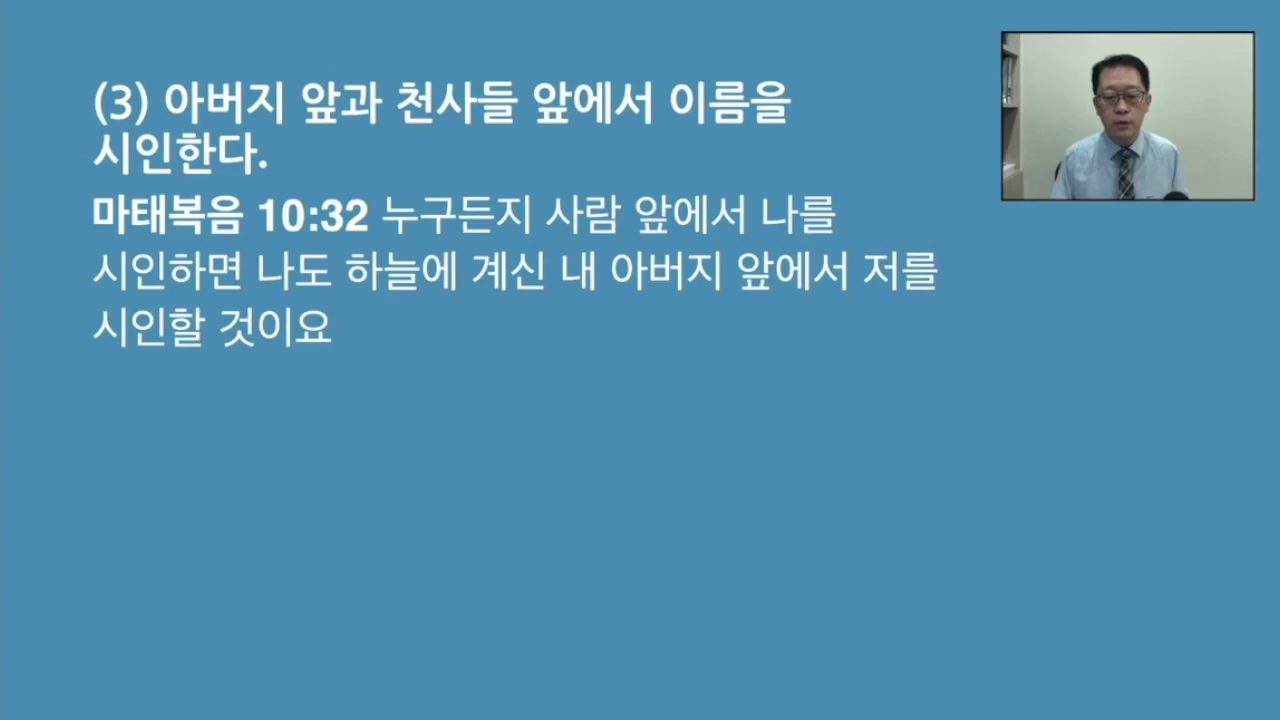 (3) 아버지 앞과 천사들 앞에서 이름을
시인한다.
마태복음 10:32 누구든지 사람 앞에서 나를
시인하면 나도 하늘에 계신 내 아버지 앞에서 저를
시인할 것이요